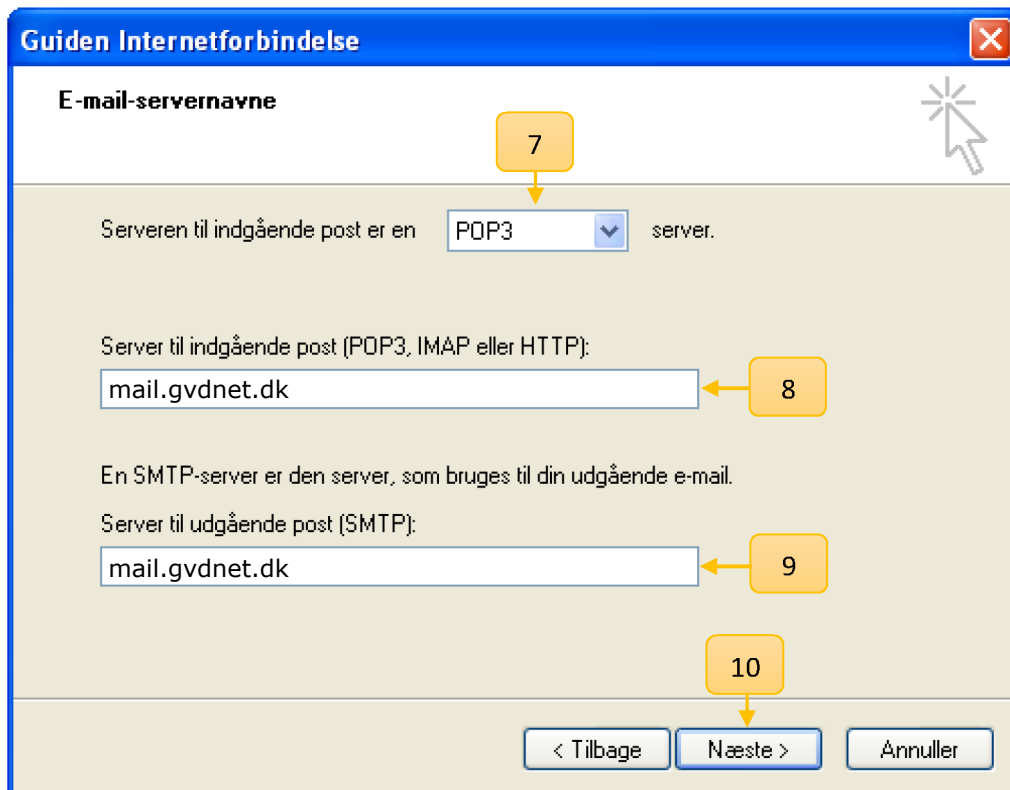 Guiden Internetforbindelse
E-mail-servernavne
7
Serveren til indgående post er en POP3 server.
Server til indgående post (POP3, IMAP eller HTTP):
mail.gvdnet.dk
8
En SMTP-server er den server, som bruges til din udgående e-mail.
Server til udgående post (SMTP):
mail.gvdnet.dk
9
10
< Tilbage Næste > Annuller